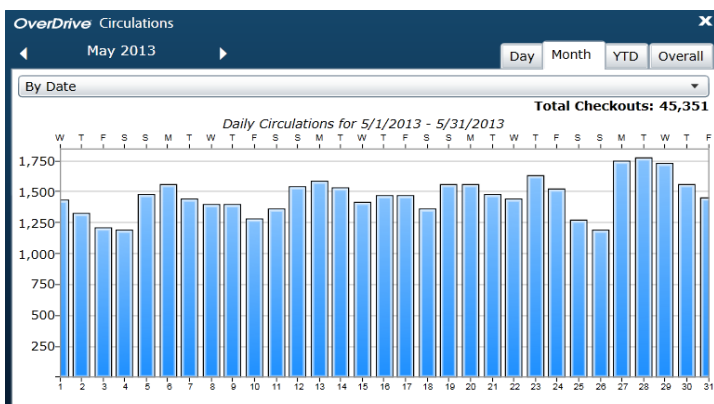 OverDrive Circulations x
May 2013
Day Month YTD Overall
By Date
Total Checkouts: 45,351
Daily Circulations for 5/1/2013 - 5/31/2013
W T F S S M T W T F S S M T W T F S S M T W T F S S M T W T F
1,750
1,500
1,250
1,000
750
500
250
1 2 3 4 5 6 7 8 9 10 11 12 13 14 15 16 17 18 19 20 21 22 23 24 25 26 27 28 29 30 31